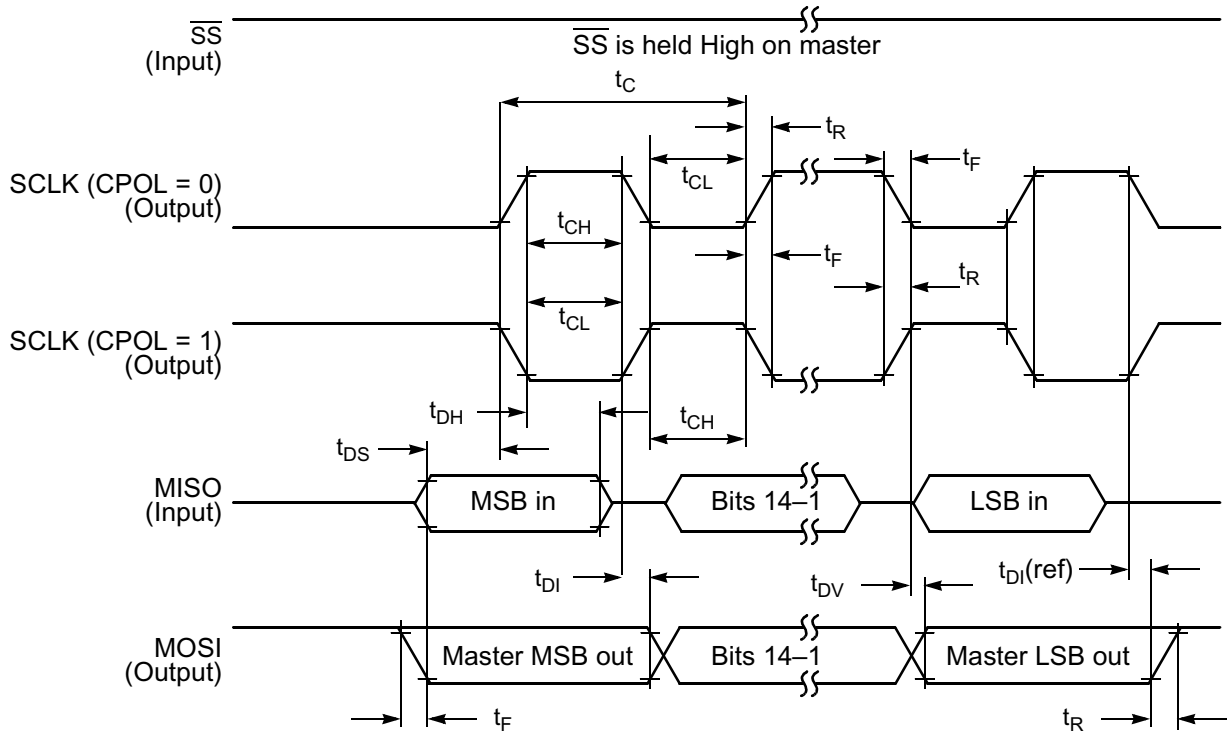 SS
(Input)
SS is held High on master
tC
tR
tF
SCLK (CPOL = 0)
(Output)
tCL
tCH
tF
tR
tCL
SCLK (CPOL = 1)
(Output)
tDH
tCH
tDS
MISO
(Input)
MSB in
Bits 14–1
LSB in
tDI
tDV
tDI(ref)
MOSI
(Output)
Master MSB out
Bits 14–1
Master LSB out
tF
tR